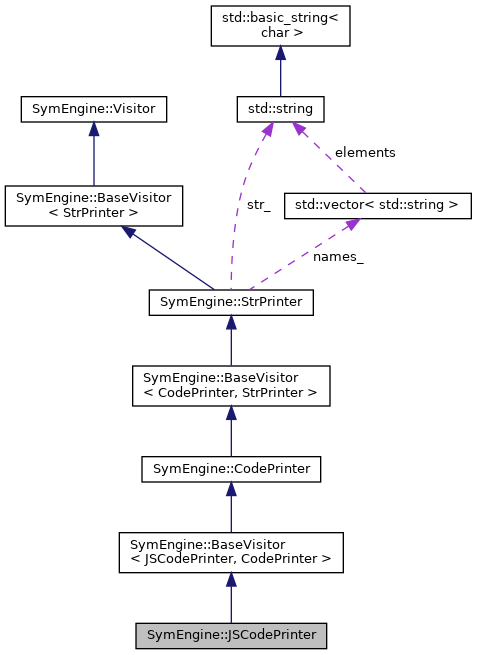 std::basic_string<
char >
SymEngine::Visitor
std::string
elements
SymEngine::BaseVisitor
< StrPrinter >
str_
std::vector< std::string >
names_
SymEngine::StrPrinter
SymEngine::BaseVisitor
< CodePrinter, StrPrinter >
SymEngine::CodePrinter
SymEngine::BaseVisitor
< JSCodePrinter, CodePrinter >
SymEngine::JSCodePrinter